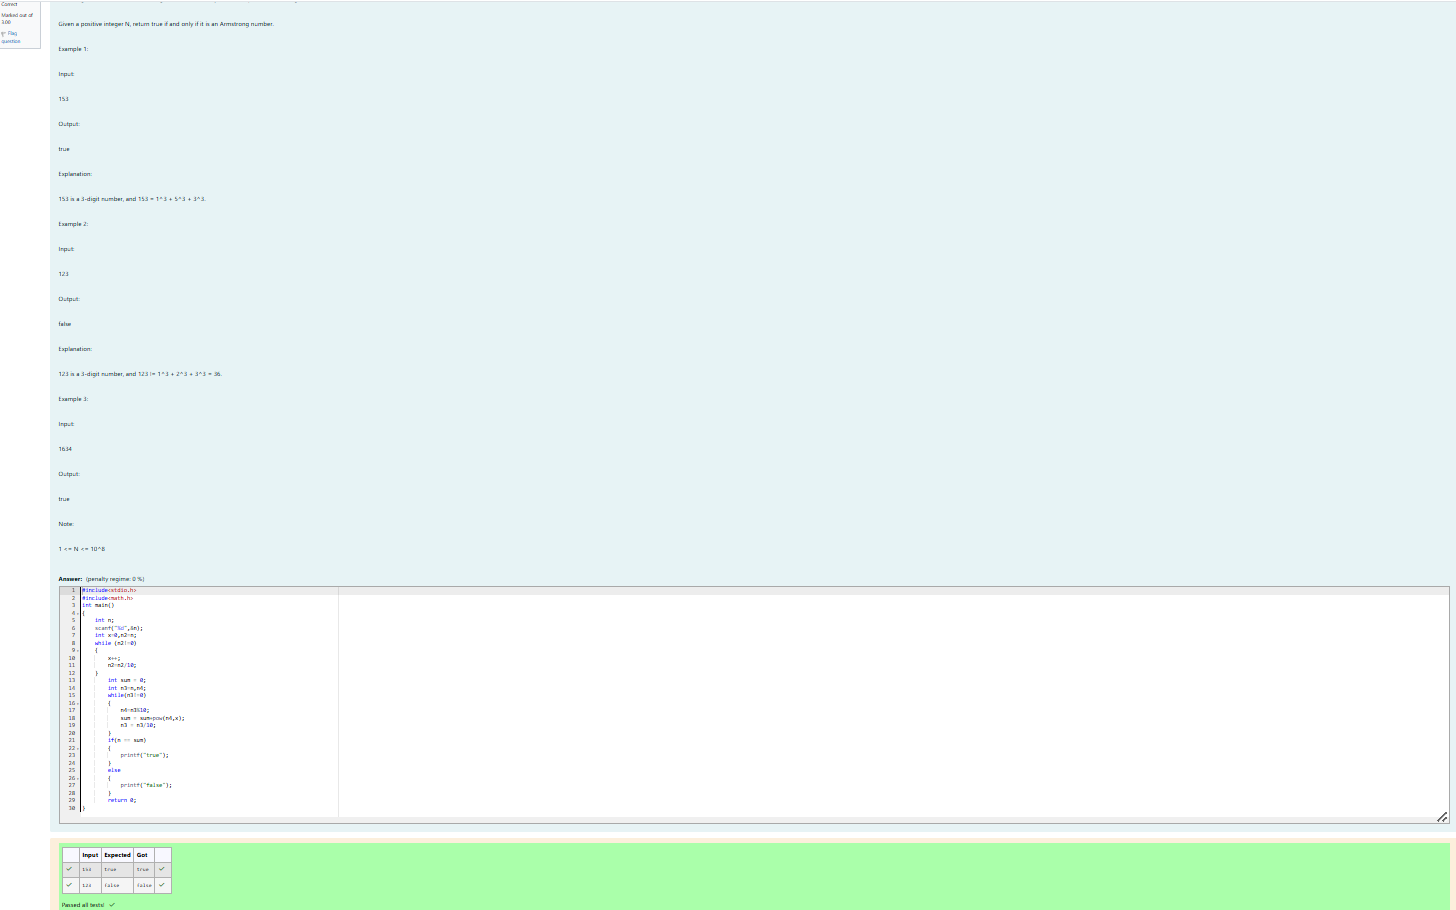 Correct
Marked out of
3.00
Flag
question
Given a positive integer N, return true if and only if it is an Armstrong number.
Example 1:
Input:
153
Output:
true
Explanation:
153 is a 3-digit number, and 153 = 1^3 + 5^3 + 3^3.
Example 2:
Input:
123
Output:
false
Explanation:
123 is a 3-digit number, and 123 != 1^3 + 2^3 + 3^3 = 36.
Example 3:
Input:
1634
Output:
true
Note:
1 <= N <= 10^8
Answer: (penalty regime: 0 %)
1 #include<stdio.h>
2 #include<math.h>
3 int main()
4 {
5 int n;
6 scanf("%d",&n);
7 int x=0,n2=n;
8 while (n2!=0)
9 {
10 x++;
11 n2=n2/10;
12 }
13 int sum = 0;
14 int n3=n,n4;
15 while(n3!=0)
16 {
17 n4=n3%10;
18 sum = sum+pow(n4,x);
19 n3 = n3/10;
20 }
21 if(n == sum)
22 {
23 printf("true");
24 }
25 else
26 {
27 printf("false");
28 }
29 return 0;
30 }
Input Expected Got
153 true true
123 false false
Passed all tests!